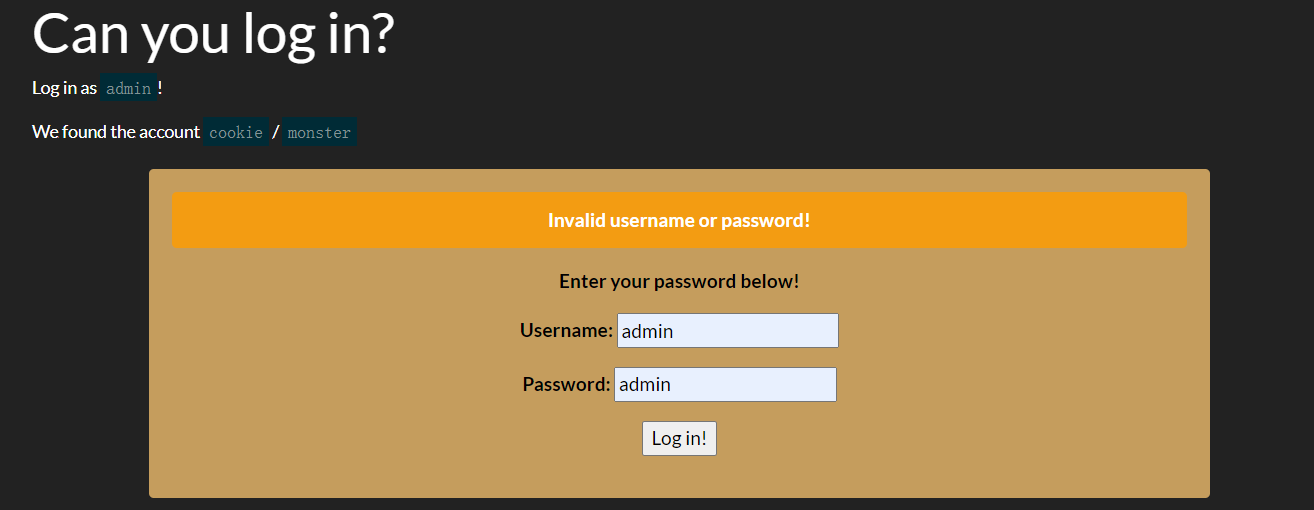 Can you log in?
Log in as admin!
We found the account cookie / monster
Invalid username or password!
Enter your password below!
Username: admin
Password: admin
Log in!